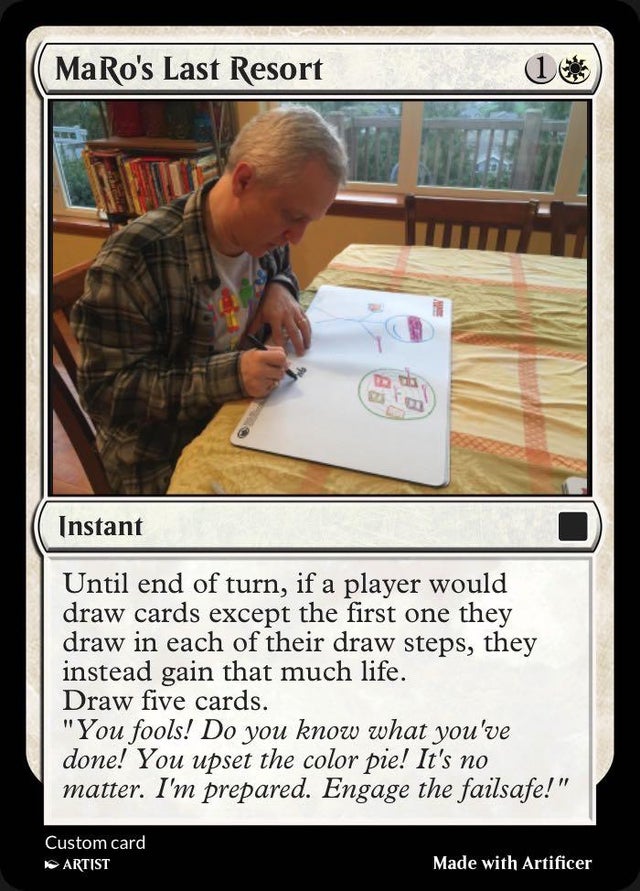 MaRo's Last Resort
1
Instant
Until end of turn, if a player would
draw cards except the first one they
draw in each of their draw steps, they
instead gain that much life.
Draw five cards.
"You fools! Do you know what you've
done! You upset the color pie! It's no
matter. I'm prepared. Engage the failsafe!"
Custom card
ARTIST
Made with Artificer